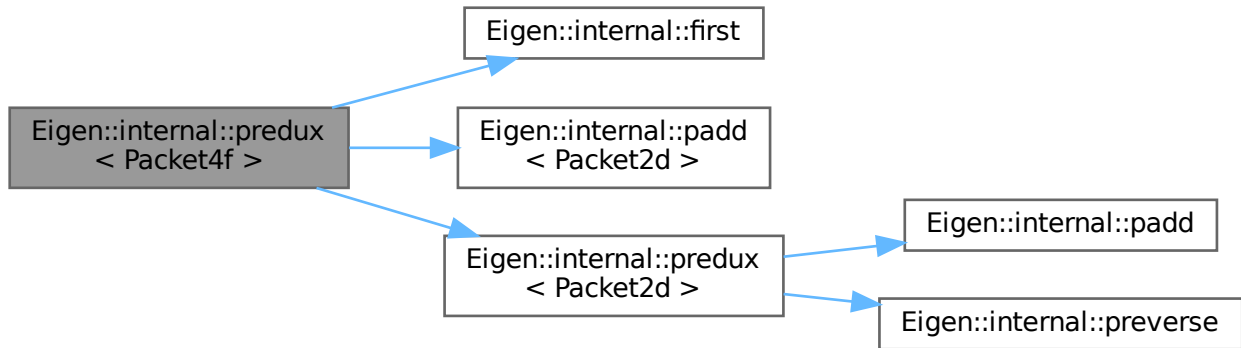 Eigen::internal::first
Eigen::internal::predux
< Packet4f >
Eigen::internal::padd
< Packet2d >
Eigen::internal::predux
< Packet2d >
Eigen::internal::padd
Eigen::internal::preverse